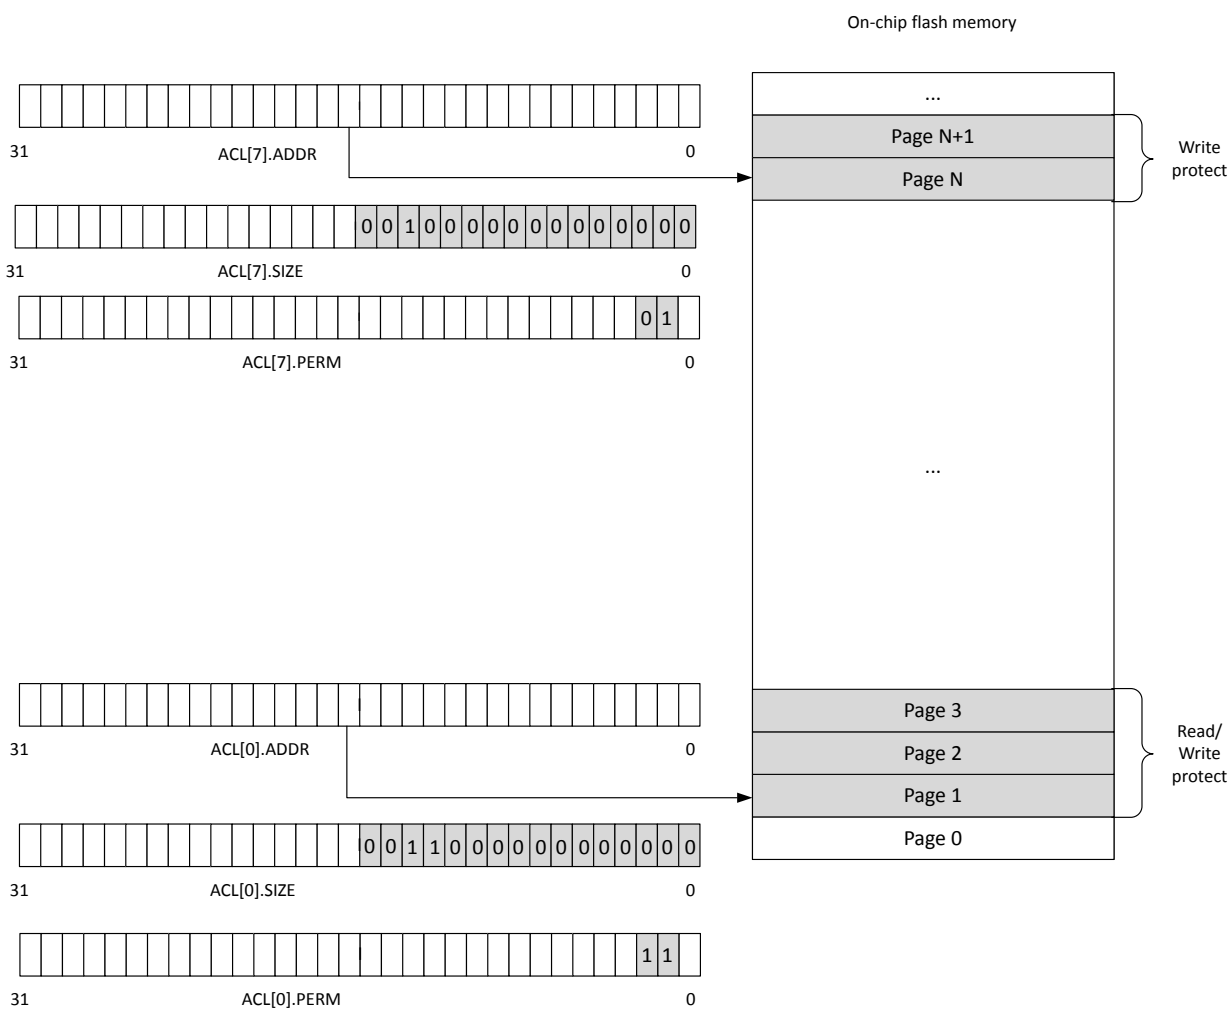 On-chip flash memory
...
Page N+1
Page N
Write
protect
31 ACL[7].ADDR 0
0 0 1 0 0 0 0 0 0 0 0 0 0 0 0 0
31 ACL[7].SIZE 0
0 1
31 ACL[7].PERM 0
...
Page 3
Page 2
Page 1
Page 0
Read/
Write
protect
31 ACL[0].ADDR 0
0 0 1 1 0 0 0 0 0 0 0 0 0 0 0 0
31 ACL[0].SIZE 0
1 1
31 ACL[0].PERM 0